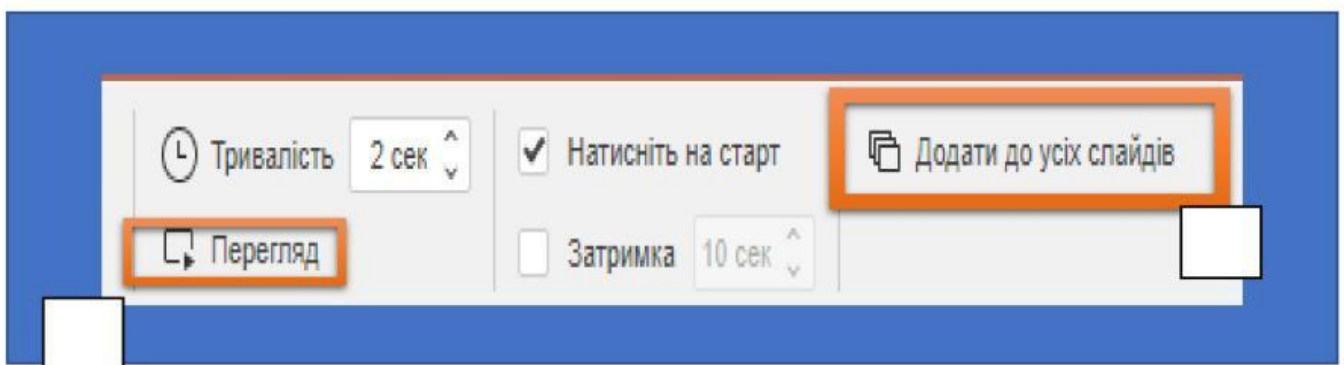 Тривалість 2 сек
Натисніть на старт
Додати до усіх слайдів
Перегляд
Затримка 10 сек